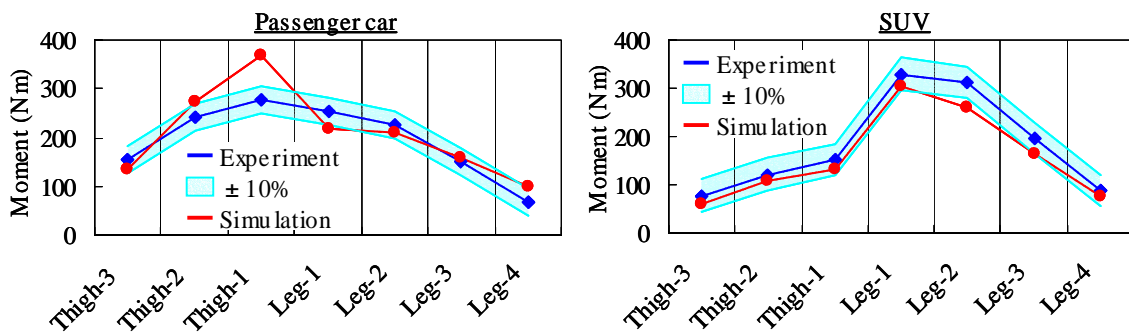 Passenger car
Moment (Nm)
400
300
200
100
0
Experiment
± 10%
Simulation
Thigh-3
Thigh-2
Thigh-1
Leg-1
Leg-2
Leg-3
Leg-4
SUV
Moment (Nm)
400
300
200
100
0
Experiment
± 10%
Simulation
Thigh-3
Thigh-2
Thigh-1
Leg-1
Leg-2
Leg-3
Leg-4